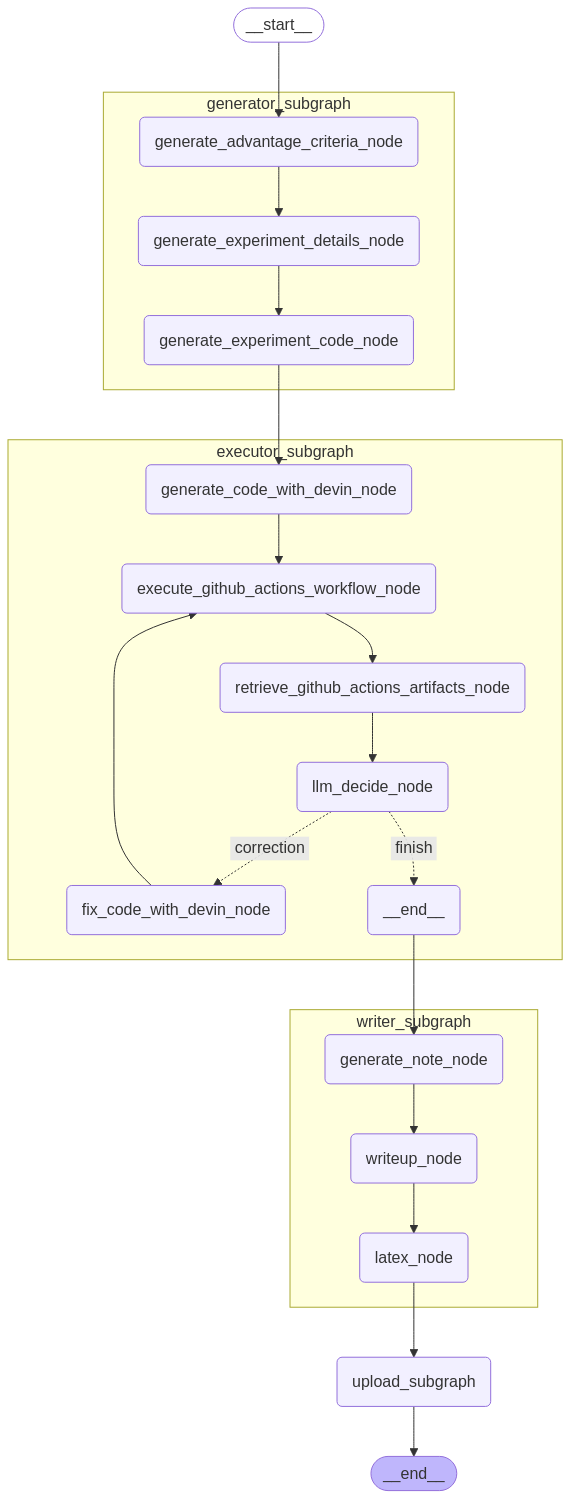 __start__
generator_subgraph
generate_advantage_criteria_node
generate_experiment_details_node
generate_experiment_code_node
executor_subgraph
generate_code_with_devin_node
execute_github_actions_workflow_node
retrieve_github_actions_artifacts_node
llm_decide_node
correction
finish
fix_code_with_devin_node
__end__
writer_subgraph
generate_note_node
writeup_node
latex_node
upload_subgraph
__end__